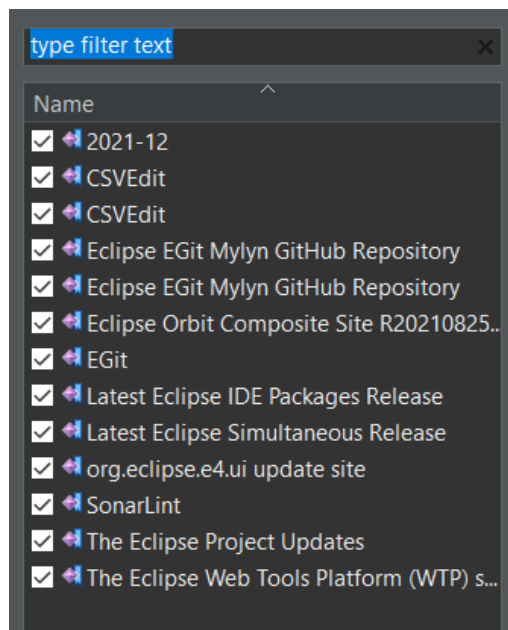 type filter text
Name
2021-12
CSVEdit
CSVEdit
Eclipse EGit Mylyn GitHub Repository
Eclipse EGit Mylyn GitHub Repository
Eclipse Orbit Composite Site R20210825...
EGit
Latest Eclipse IDE Packages Release
Latest Eclipse Simultaneous Release
org.eclipse.e4.ui update site
SonarLint
The Eclipse Project Updates
The Eclipse Web Tools Platform (WTP) s...